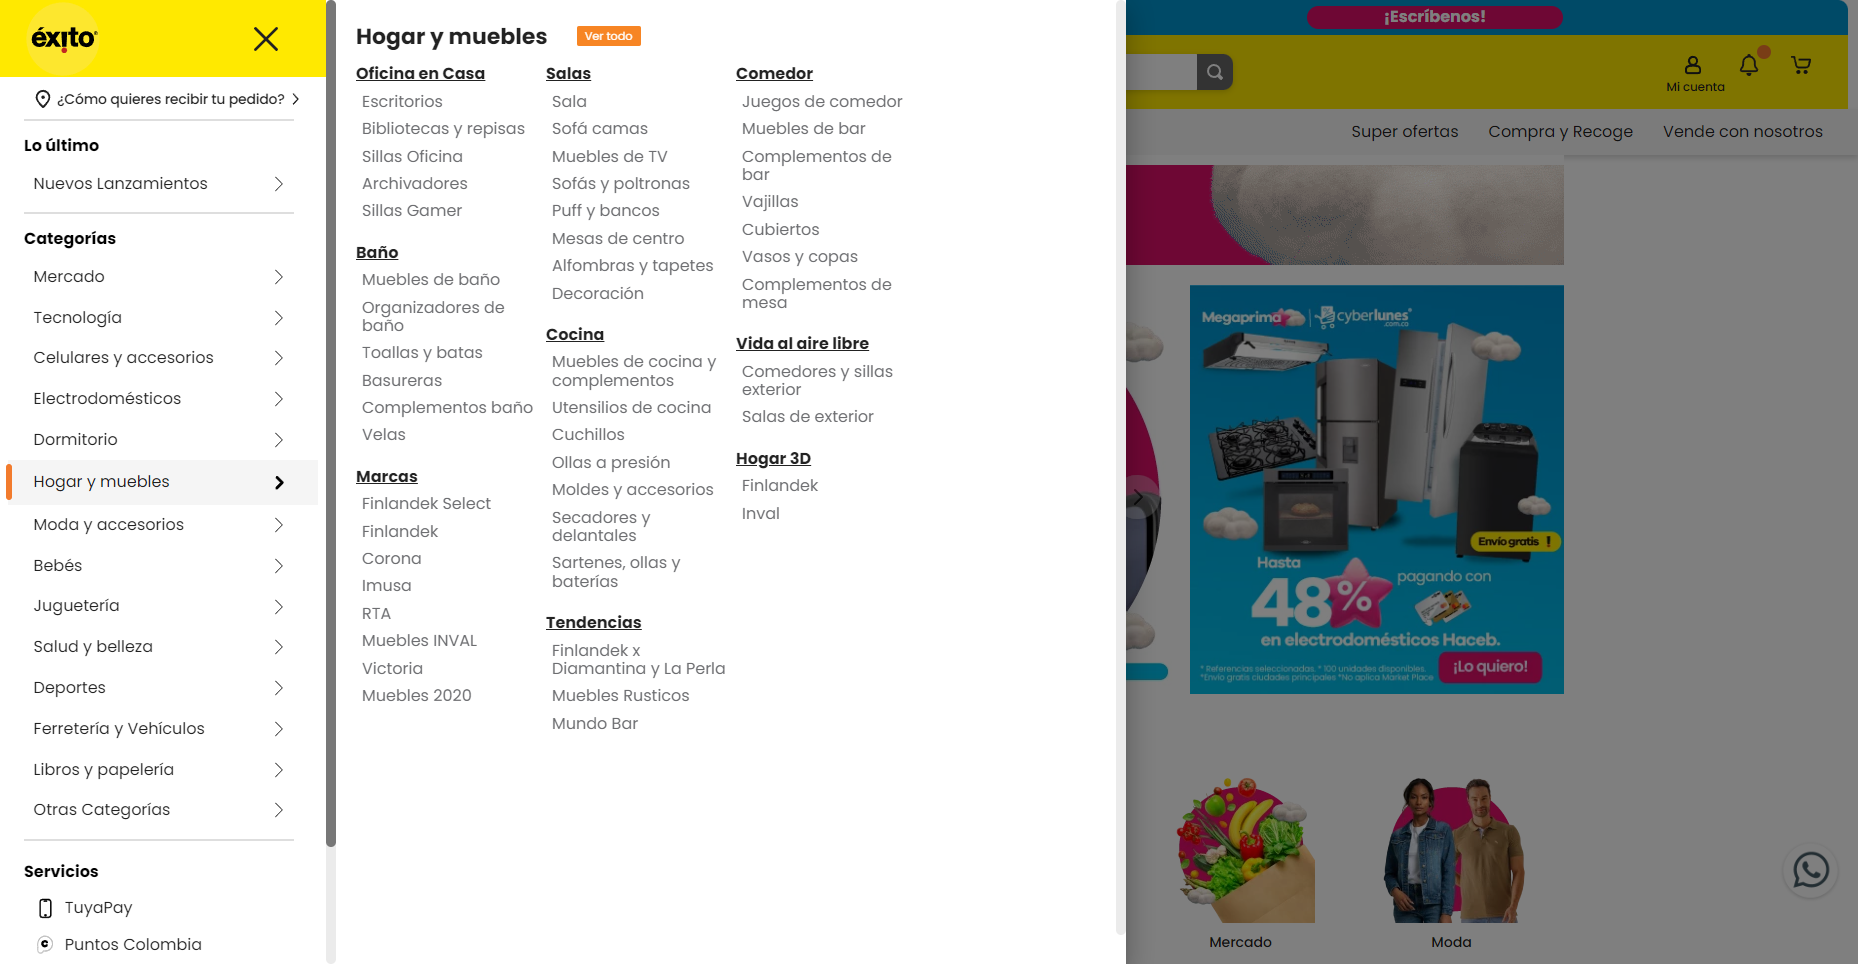 éxito
¿Cómo quieres recibir tu pedido?
Lo último
Nuevos Lanzamientos
Categorías
Mercado
Tecnología
Celulares y accesorios
Electrodomésticos
Dormitorio
Hogar y muebles
Moda y accesorios
Bebés
Juguetería
Salud y belleza
Deportes
Ferretería y Vehículos
Libros y papelería
Otras Categorías
Servicios
TuyaPay
Puntos Colombia
Hogar y muebles
Ver todo
Oficina en Casa
Escritorios
Bibliotecas y repisas
Sillas Oficina
Archivadores
Sillas Gamer
Baño
Muebles de baño
Organizadores de
baño
Toallas y batas
Basureras
Complementos baño
Velas
Marcas
Finlandek Select
Finlandek
Corona
Imusa
RTA
Muebles INVAL
Victoria
Muebles 2020
Salas
Sala
Sofá camas
Muebles de TV
Sofás y poltronas
Puff y bancos
Mesas de centro
Alfombras y tapetes
Decoración
Cocina
Muebles de cocina y
complementos
Utensilios de cocina
Cuchillos
Ollas a presión
Moldes y accesorios
Secadores y
delantales
Sartenes, ollas y
baterías
Tendencias
Finlandek x
Diamantina y La Perla
Muebles Rusticos
Mundo Bar
Comedor
Juegos de comedor
Muebles de bar
Complementos de
bar
Vajillas
Cubiertos
Vasos y copas
Complementos de
mesa
Vida al aire libre
Comedores y sillas
exterior
Salas de exterior
Hogar 3D
Finlandek
Inval
¡Escríbenos!
Mi cuenta
Super ofertas
Compra y Recoge
Vende con nosotros
Megaprima
cyberlunes
.com.co
Envío gratis !
Hasta
48%
pagando con
en electrodomésticos Haceb.
* Referencias seleccionadas. * 100 unidades disponibles.
*Envío gratis ciudades principales *No aplica Market Place
¡Lo quiero!
Mercado
Moda